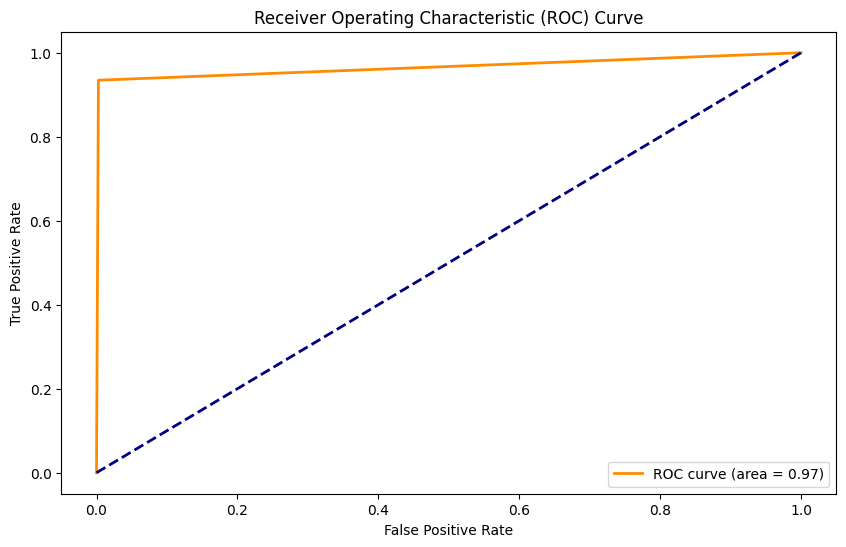 Receiver Operating Characteristic (ROC) Curve
1.0
0.8
0.6
0.4
0.2
0.0
True Positive Rate
ROC curve (area = 0.97)
0.0 0.2 0.4 0.6 0.8 1.0
False Positive Rate